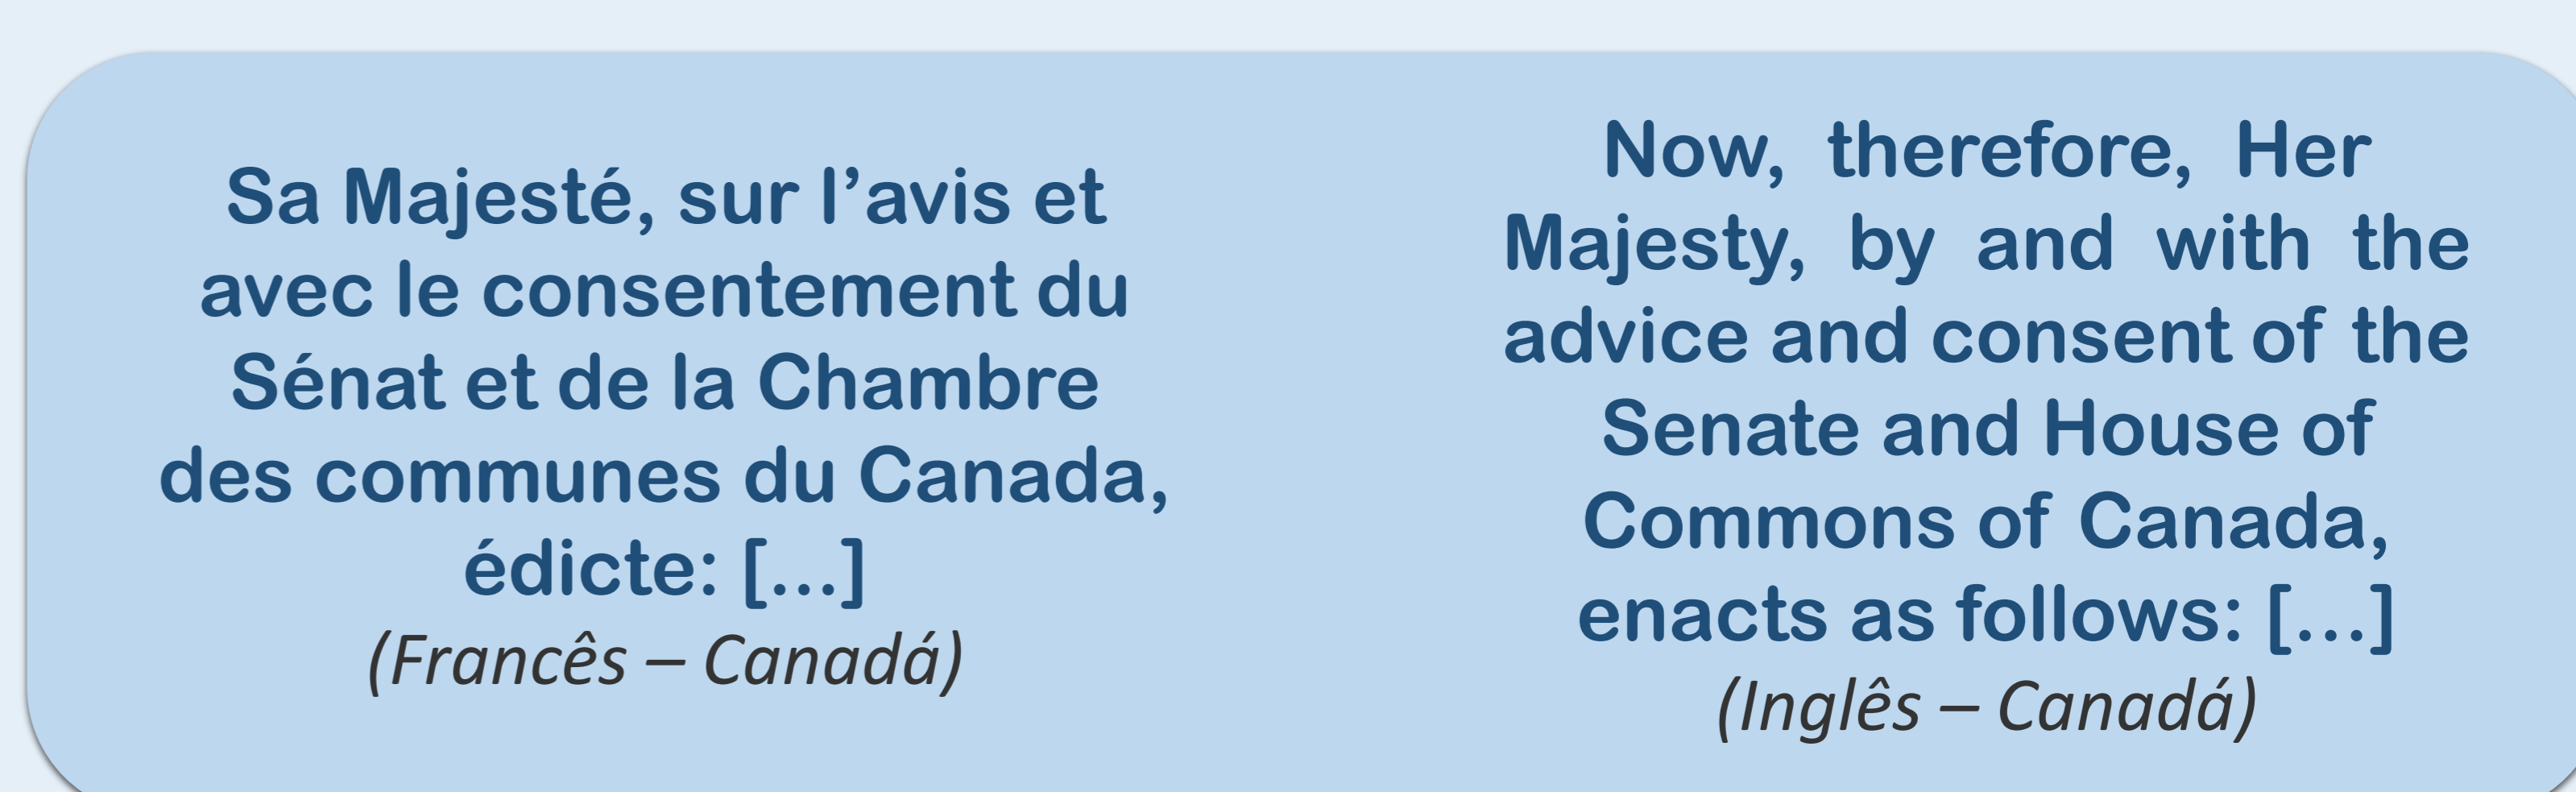 Sa Majesté, sur l’avis et
avec le consentement du
Sénat et de la Chambre
des communes du Canada,
édicte: […]
(Francês – Canadá)
Now, therefore, Her
Majesty, by and with the
advice and consent of the
Senate and House of
Commons of Canada,
enacts as follows: […]
(Inglês – Canadá)